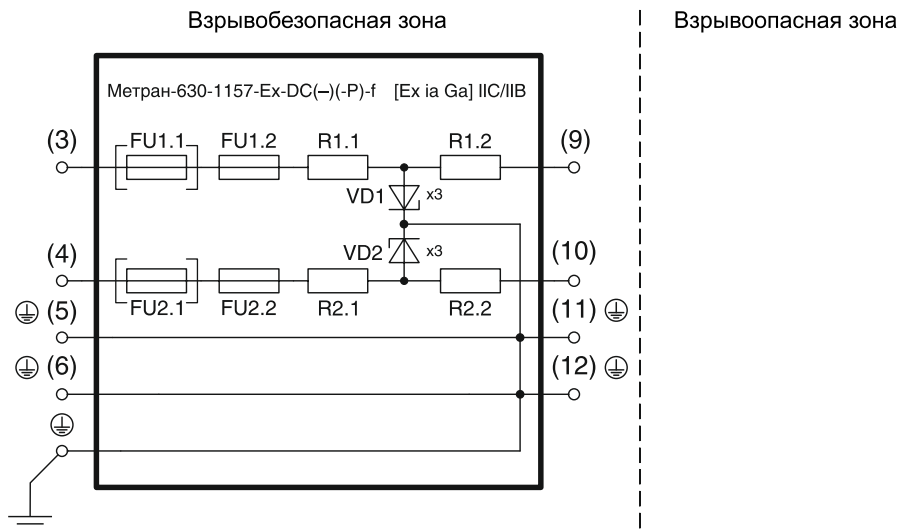 Взрывобезопасная зона
Взрывоопасная зона
Метран-630-1157-Ex-DC(–)(-P)-f [Ex ia Ga] IIC/IIB
(3) FU1.1 FU1.2 R1.1 R1.2 (9)
VD1 x3
VD2 x3
(4) (10)
FU2.1 FU2.2 R2.1 R2.2
(5) (11)
(6) (12)